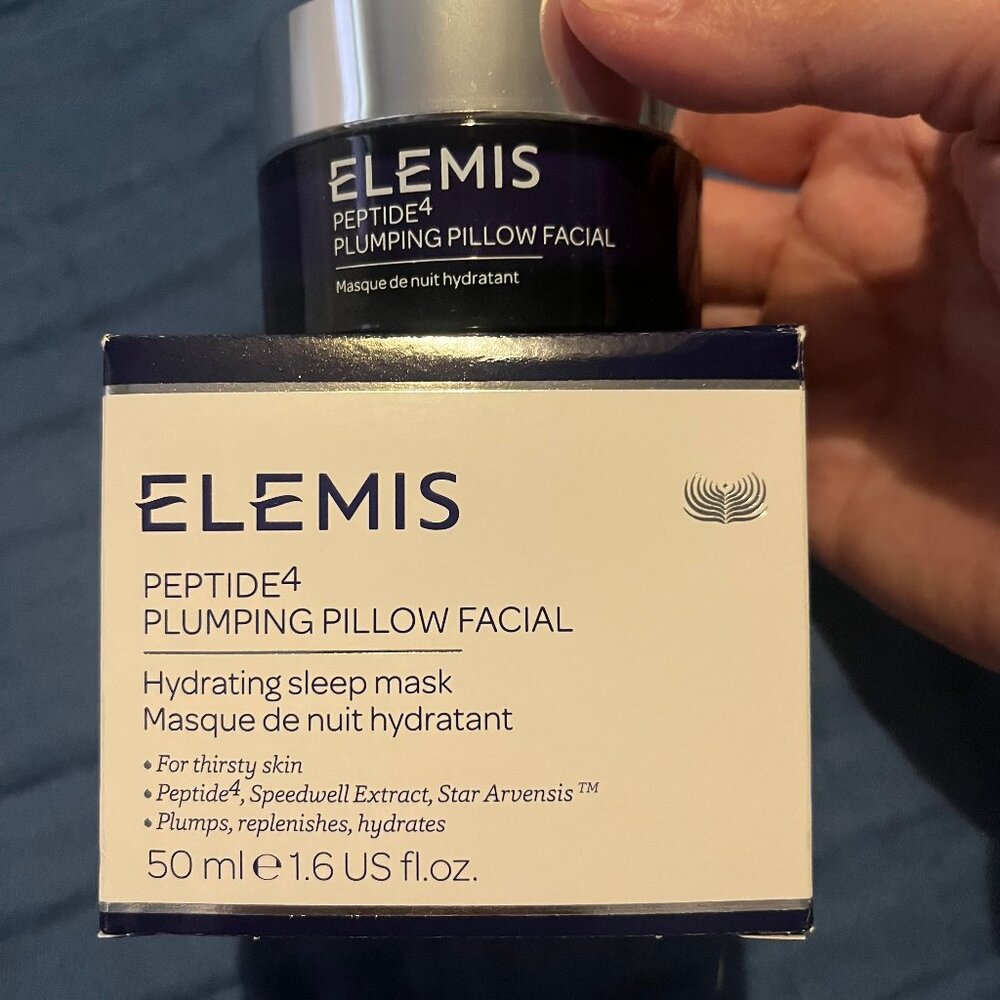 ELEMIS
PEPTIDE⁴
PLUMPING PILLOW FACIAL
Masque de nuit hydratant
ELEMIS
PEPTIDE⁴
PLUMPING PILLOW FACIAL
Hydrating sleep mask
Masque de nuit hydratant
• For thirsty skin
• Peptide⁴, Speedwell Extract, Star Arvensis™
• Plumps, replenishes, hydrates
50 ml ℮ 1.6 US fl.oz.